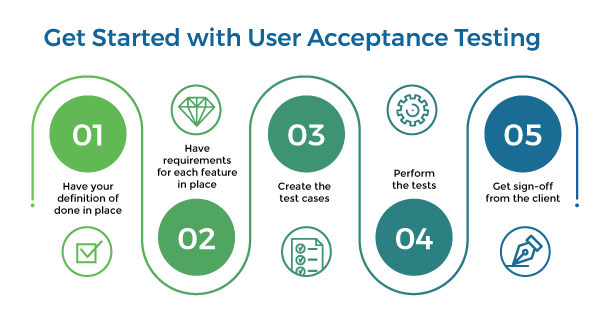 Get Started with User Acceptance Testing
01
Have your
definition of
done in place
Have
requirements
for each feature
in place
02
03
Create the
test cases
Perform
the tests
04
05
Get sign-off
from the client